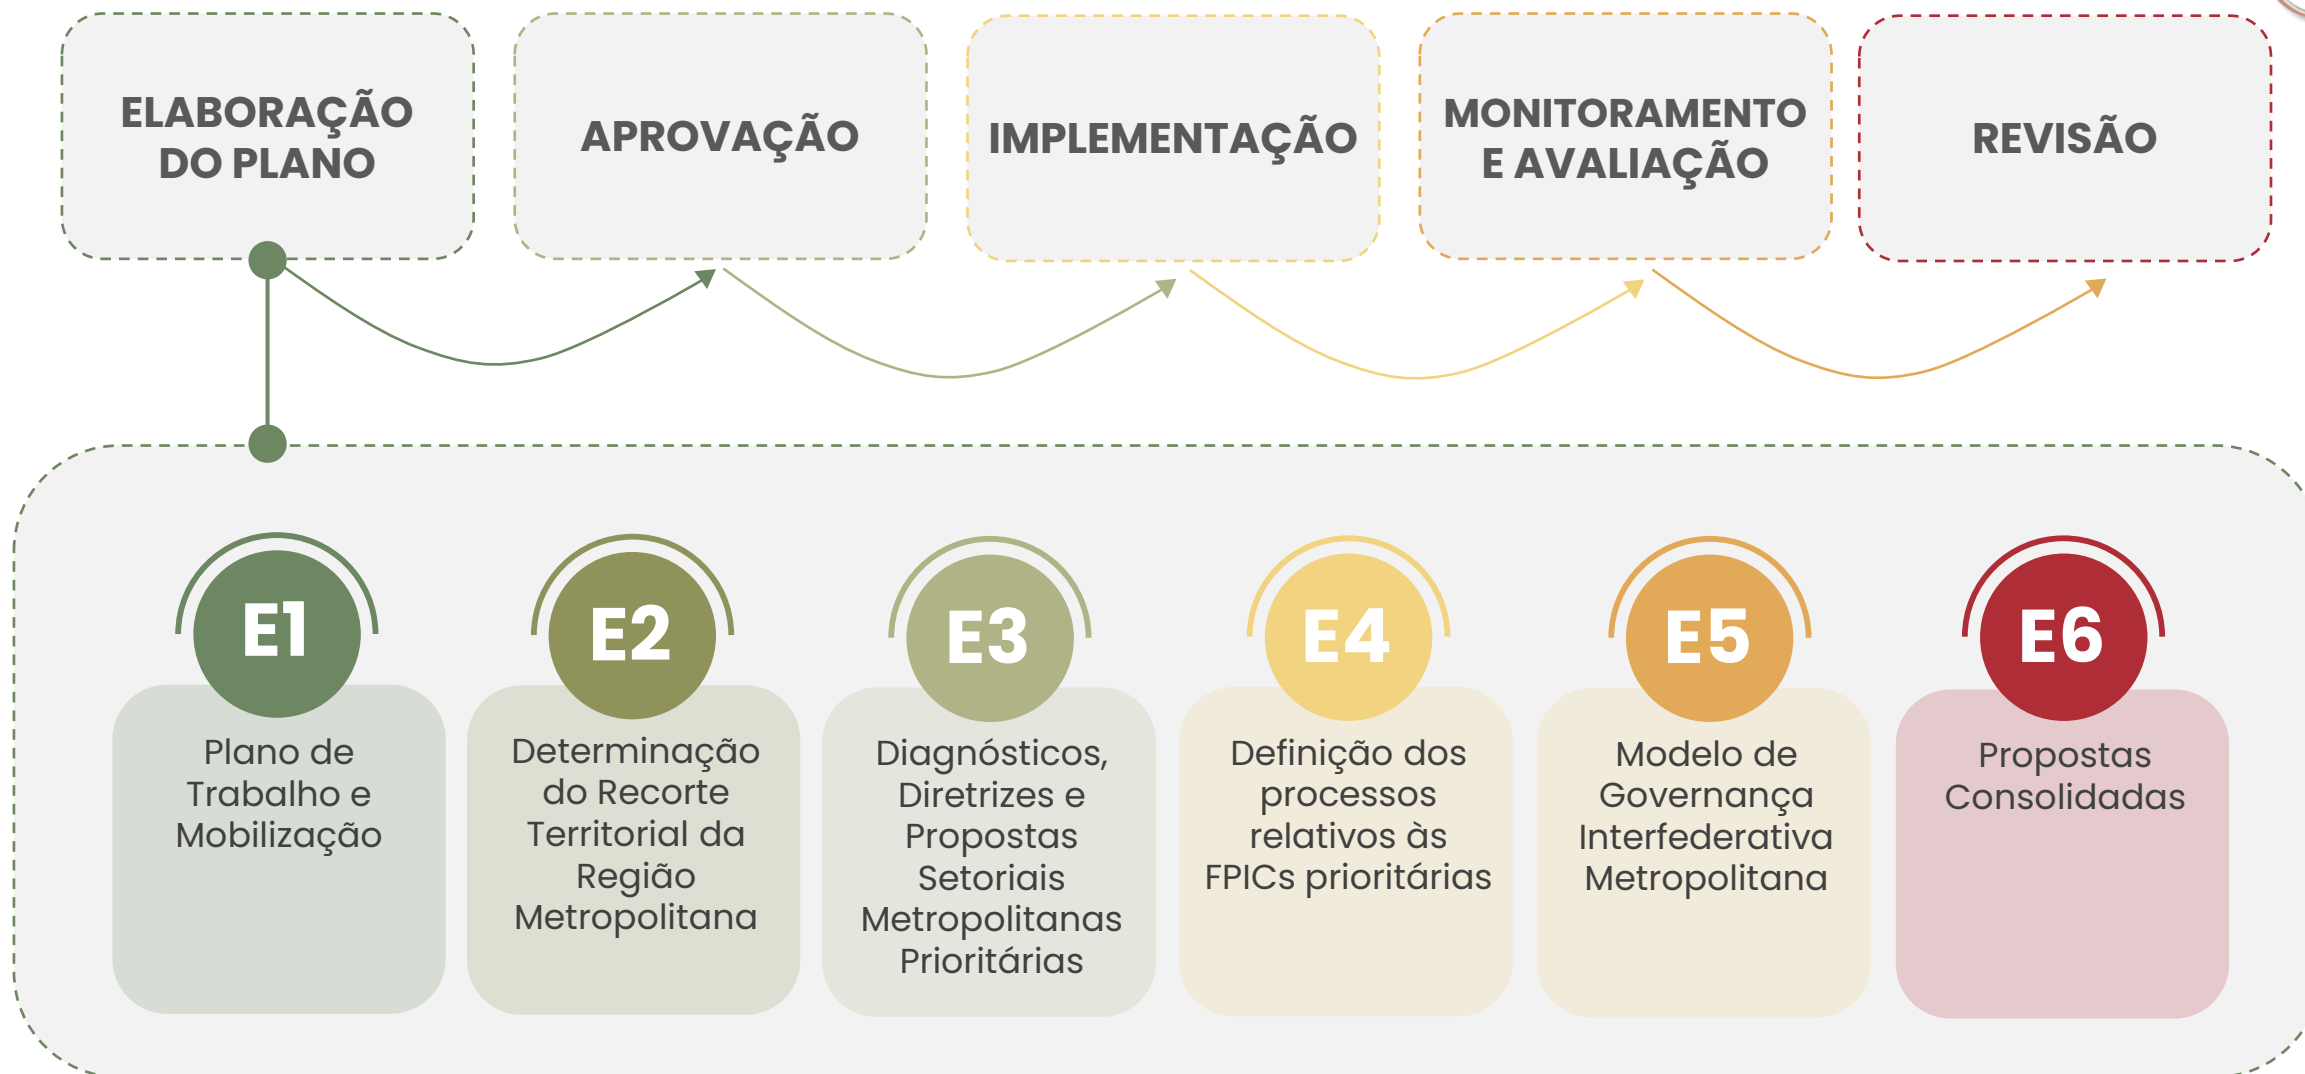 ELABORAÇÃO
DO PLANO
APROVAÇÃO
IMPLEMENTAÇÃO
MONITORAMENTO
E AVALIAÇÃO
REVISÃO
E1
Plano de
Trabalho e
Mobilização
E2
Determinação
do Recorte
Territorial da
Região
Metropolitana
E3
Diagnósticos,
Diretrizes e
Propostas
Setoriais
Metropolitanas
Prioritárias
E4
Definição dos
processos
relativos às
FPICs prioritárias
E5
Modelo de
Governança
Interfederativa
Metropolitana
E6
Propostas
Consolidadas